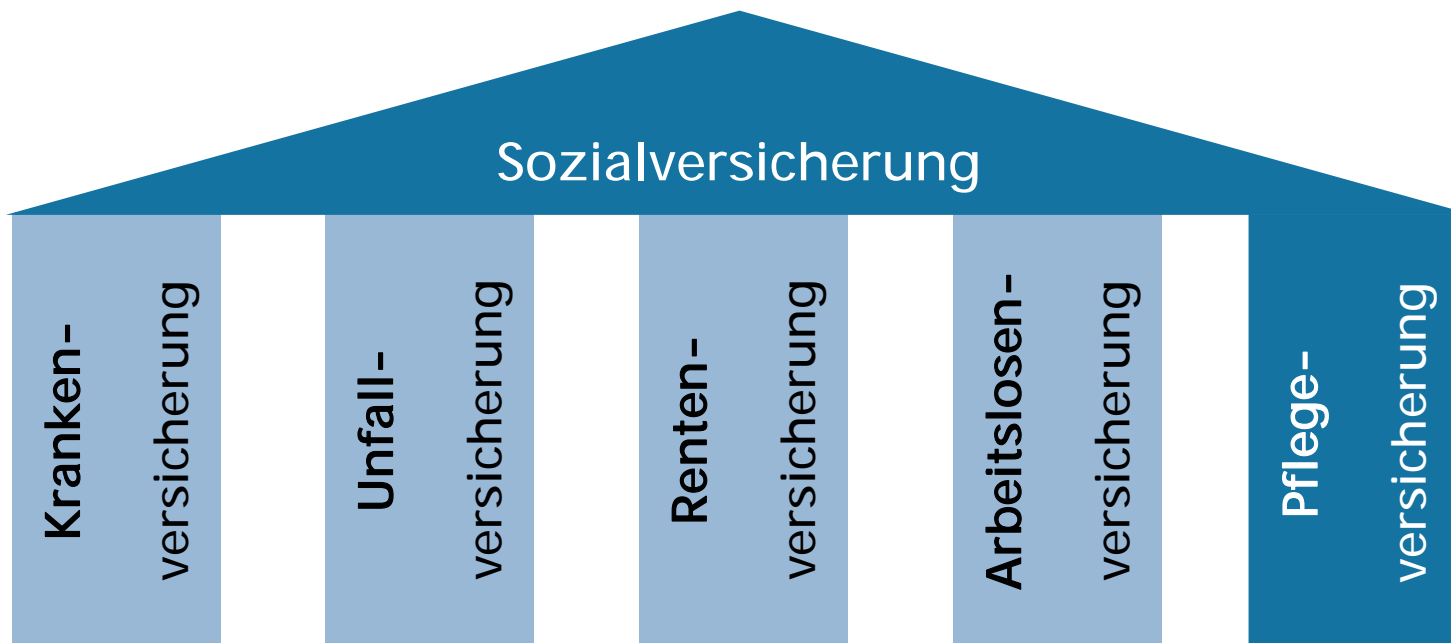 Sozialversicherung
Kranken-
versicherung
Unfall-
versicherung
Renten-
versicherung
Arbeitslosen-
versicherung
Pflege-
versicherung